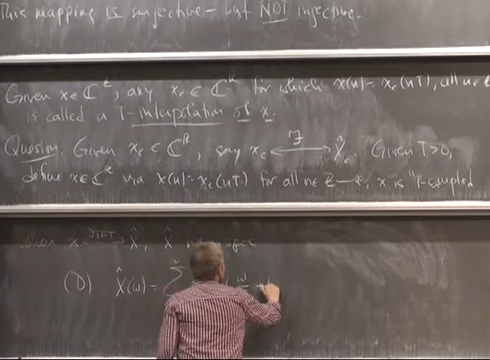 This mapping is surjective – but NOT injective.
Given x ∈ ℂ^ℤ, any x_c ∈ ℂ^ℝ for which x(n) = x_c(nT), all n ∈ ℤ
is called a T-interpolation of x.
Question. Given x_c ∈ ℂ^ℝ, say x_c ⟷^ℱ X̂_c. Given T>0,
define x ∈ ℂ^ℤ via x(n) = x_c(nT) for all n ∈ ℤ — x is "T-sampled
x DTFT X̂, X̂
(D) X̂(ω) = Σ^∞ ω